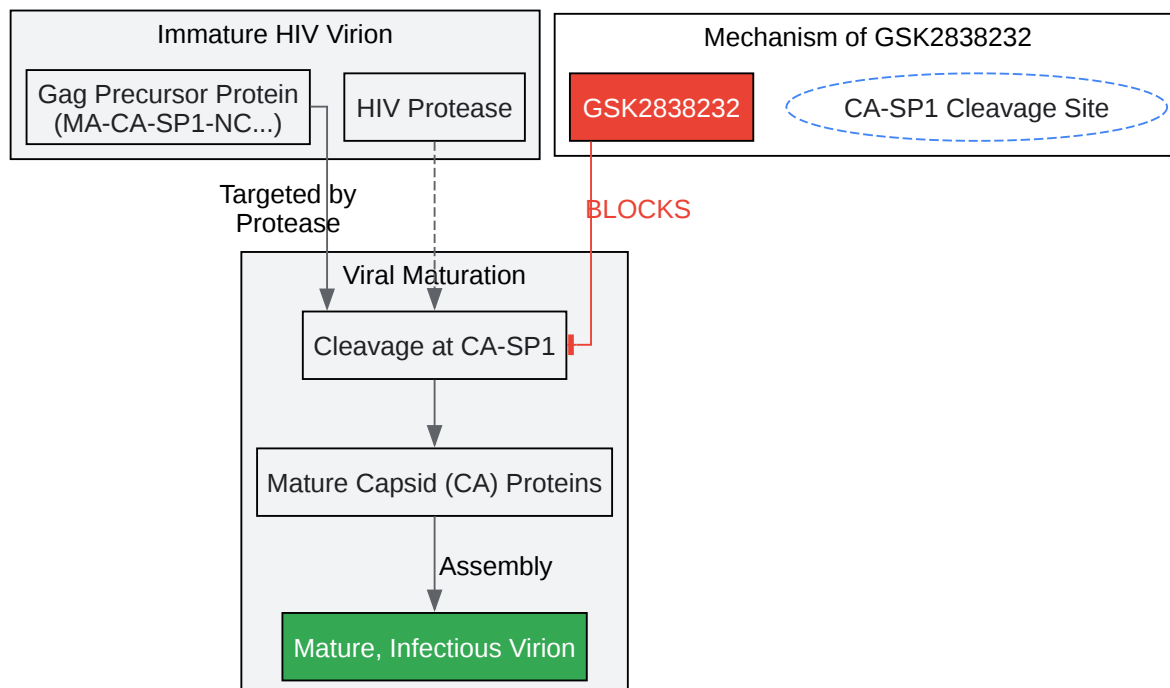 Immature HIV Virion
Gag Precursor Protein
(MA-CA-SP1-NC...)
HIV Protease
Mechanism of GSK2838232
GSK2838232
CA-SP1 Cleavage Site
Targeted by
Protease
BLOCKS
Viral Maturation
Cleavage at CA-SP1
Mature Capsid (CA) Proteins
Assembly
Mature, Infectious Virion